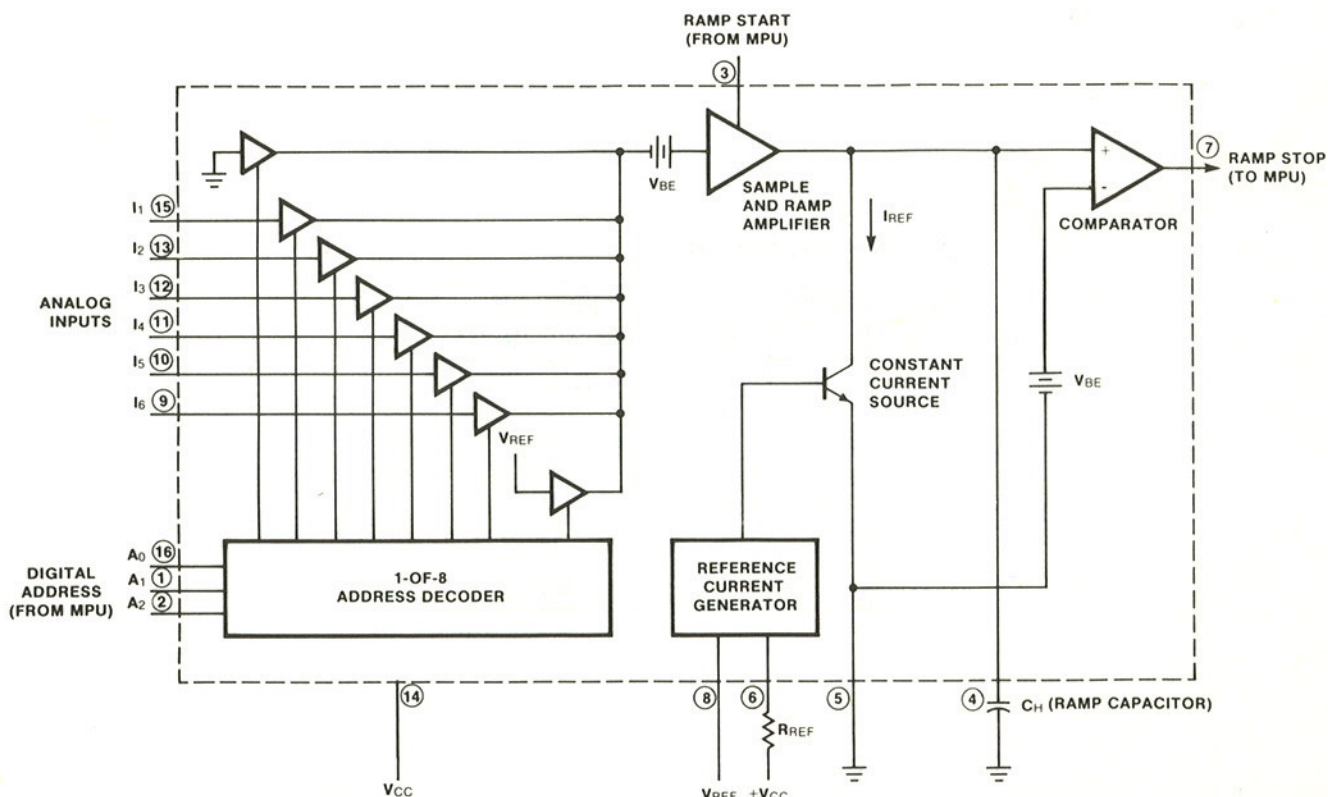 RAMP START
(FROM MPU)
3
VBE
SAMPLE
AND RAMP
AMPLIFIER
IREF
+
-
COMPARATOR
7
RAMP STOP
(TO MPU)
ANALOG
INPUTS
I1 15
I2 13
I3 12
I4 11
I5 10
I6 9
VREF
CONSTANT
CURRENT
SOURCE
VBE
DIGITAL
ADDRESS
(FROM MPU)
A0 16
A1 1
A2 2
1-OF-8
ADDRESS DECODER
REFERENCE
CURRENT
GENERATOR
14
8
6
5
4
CH (RAMP CAPACITOR)
RREF
VCC
VREF
+VCC